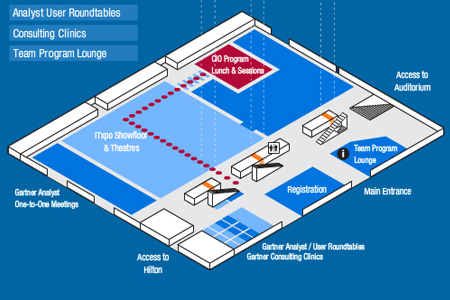 Analyst User Roundtables
Consulting Clinics
Team Program Lounge
CIO Program
Lunch & Sessions
Access to
Auditorium
ITxpo Showfloor
& Theatres
Team Program
Lounge
i
Gartner Analyst
One-to-One Meetings
Registration
Main Entrance
Gartner Analyst / User Roundtables
Gartner Consulting Clinics
Access to
Hilton